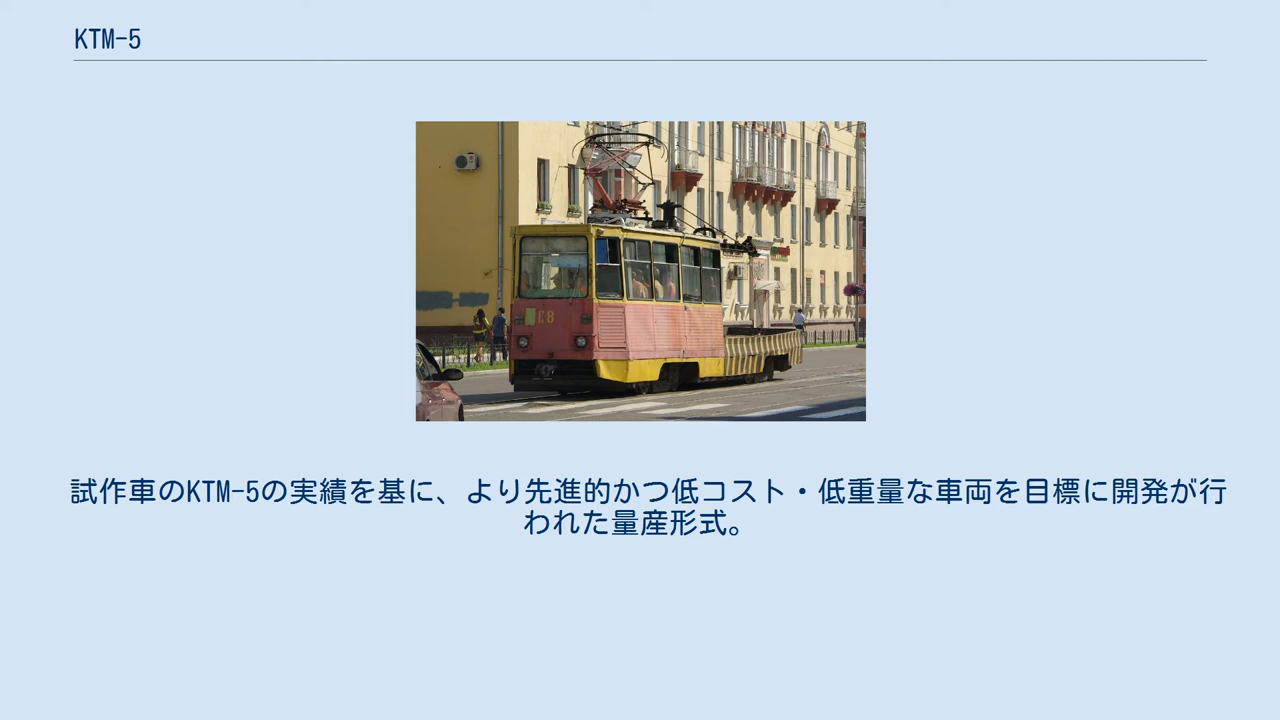 KTM-5
試作車のKTM-5の実績を基に、より先進的かつ低コスト・低重量な車両を目標に開発が行
われた量産形式。